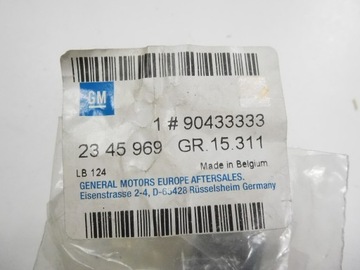 GM
1 # 90433333
23 45 969 GR.15.311
LB 124 Made in Belgium
GENERAL MOTORS EUROPE AFTERSALES.
Eisenstrasse 2-4, D-65428 Rüsselsheim Germany